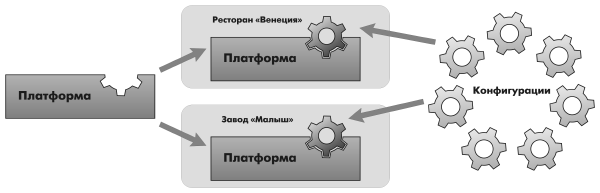 Платформа
Ресторан «Венеция»
Платформа
Завод «Малыш»
Платформа
Конфигурации